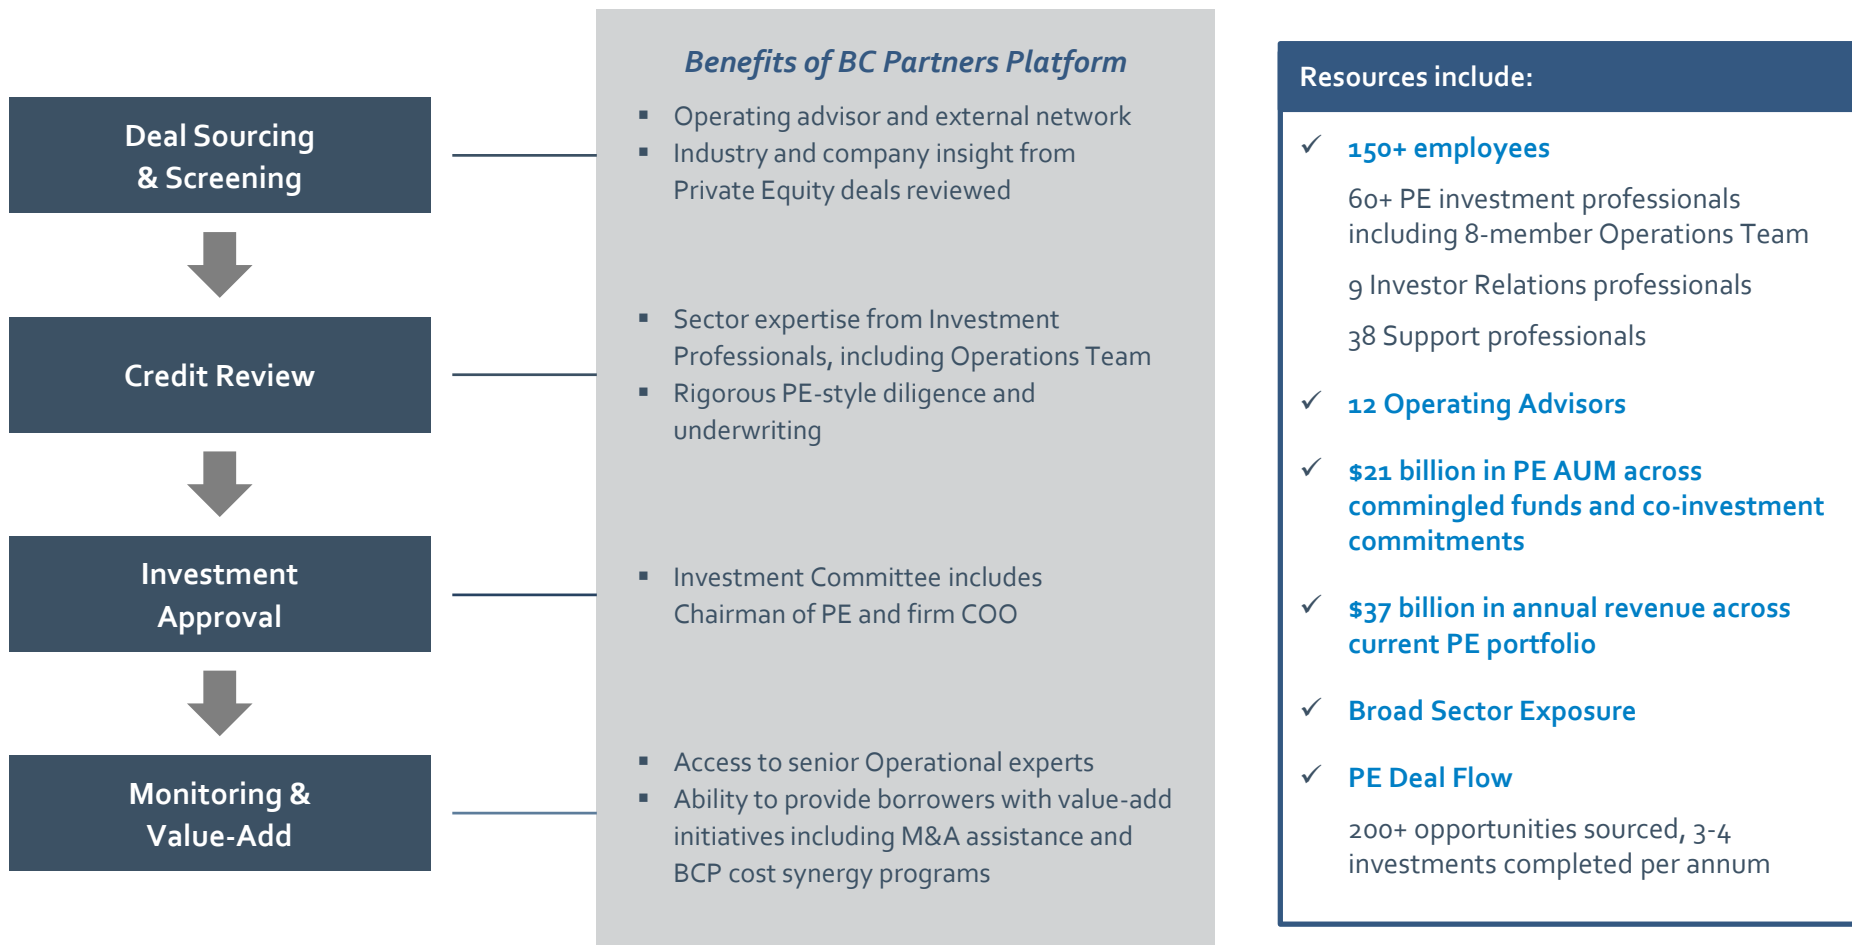 Deal Sourcing
& Screening
Credit Review
Investment
Approval
Monitoring &
Value-Add
Benefits of BC Partners Platform
▪ Operating advisor and external network
▪ Industry and company insight from
Private Equity deals reviewed
▪ Sector expertise from Investment
Professionals, including Operations Team
▪ Rigorous PE-style diligence and
underwriting
▪ Investment Committee includes
Chairman of PE and firm COO
▪ Access to senior Operational experts
▪ Ability to provide borrowers with value-add
initiatives including M&A assistance and
BCP cost synergy programs
Resources include:
✓ 150+ employees
60+ PE investment professionals
including 8-member Operations Team
9 Investor Relations professionals
38 Support professionals
✓ 12 Operating Advisors
✓ $21 billion in PE AUM across
commingled funds and co-investment
commitments
✓ $37 billion in annual revenue across
current PE portfolio
✓ Broad Sector Exposure
✓ PE Deal Flow
200+ opportunities sourced, 3-4
investments completed per annum